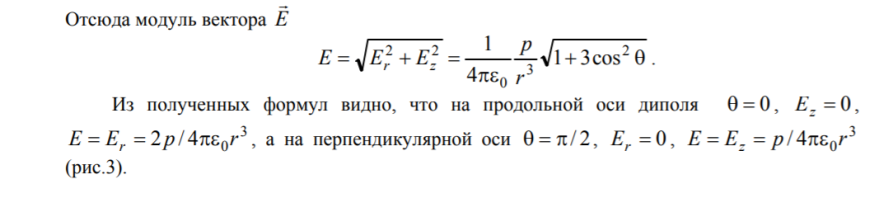 Отсюда модуль вектора $\vec{E}$
$E = \sqrt{E_r^2 + E_z^2} = \frac{1}{4\pi\varepsilon_0} \frac{p}{r^3} \sqrt{1 + 3\cos^2\theta}$ .
Из полученных формул видно, что на продольной оси диполя $\theta = 0$, $E_z = 0$,
$E = E_r = 2p/4\pi\varepsilon_0 r^3$, а на перпендикулярной оси $\theta = \pi/2$, $E_r = 0$, $E = E_z = p/4\pi\varepsilon_0 r^3$
(рис.3).